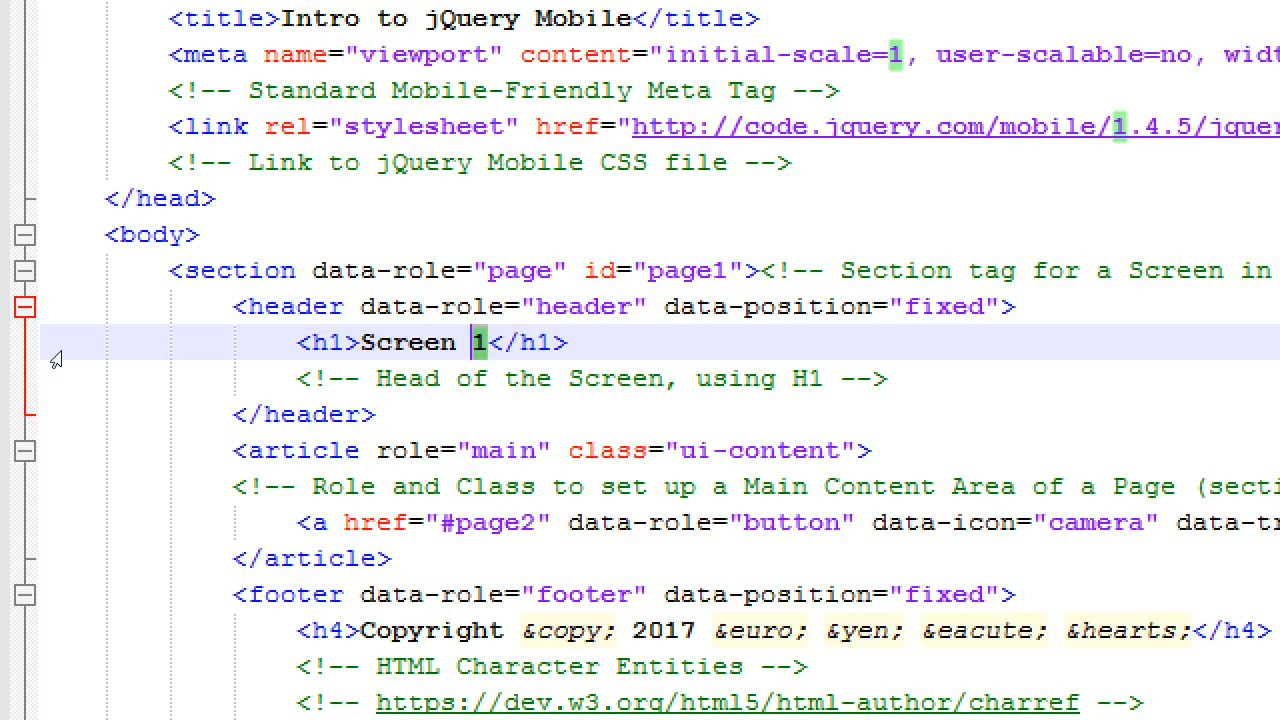 <title>Intro to jQuery Mobile</title>
<meta name="viewport" content="initial-scale=1, user-scalable=no,
<!-- Standard Mobile-Friendly Meta Tag -->
<link rel="stylesheet" href="http://code.jquery.com/mobile/1.4.5/
<!-- Link to jQuery Mobile CSS file -->
</head>
<body>
<section data-role="page" id="page1"><!-- Section tag for a Screen in
<header data-role="header" data-position="fixed">
<h1>Screen 1</h1>
<!-- Head of the Screen, using H1 -->
</header>
<article role="main" class="ui-content">
<!-- Role and Class to set up a Main Content Area of a Page
<a href="#page2" data-role="button" data-icon="camera"
</article>
<footer data-role="footer" data-position="fixed">
<h4>Copyright &copy; 2017 &euro; &yen; &eacute; &hearts;</h4>
<!-- HTML Character Entities -->
<!-- https://dev.w3.org/html5/html-author/charref -->